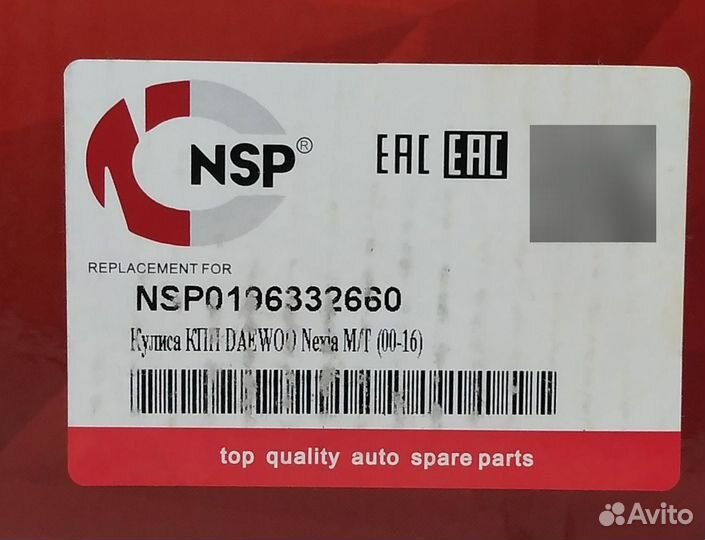 NSP®
EAC EAC
REPLACEMENT FOR
NSP0196332660
Кулиса КПП DAEWOO Nexia M/T (00-16)
top quality auto spare parts
Avito